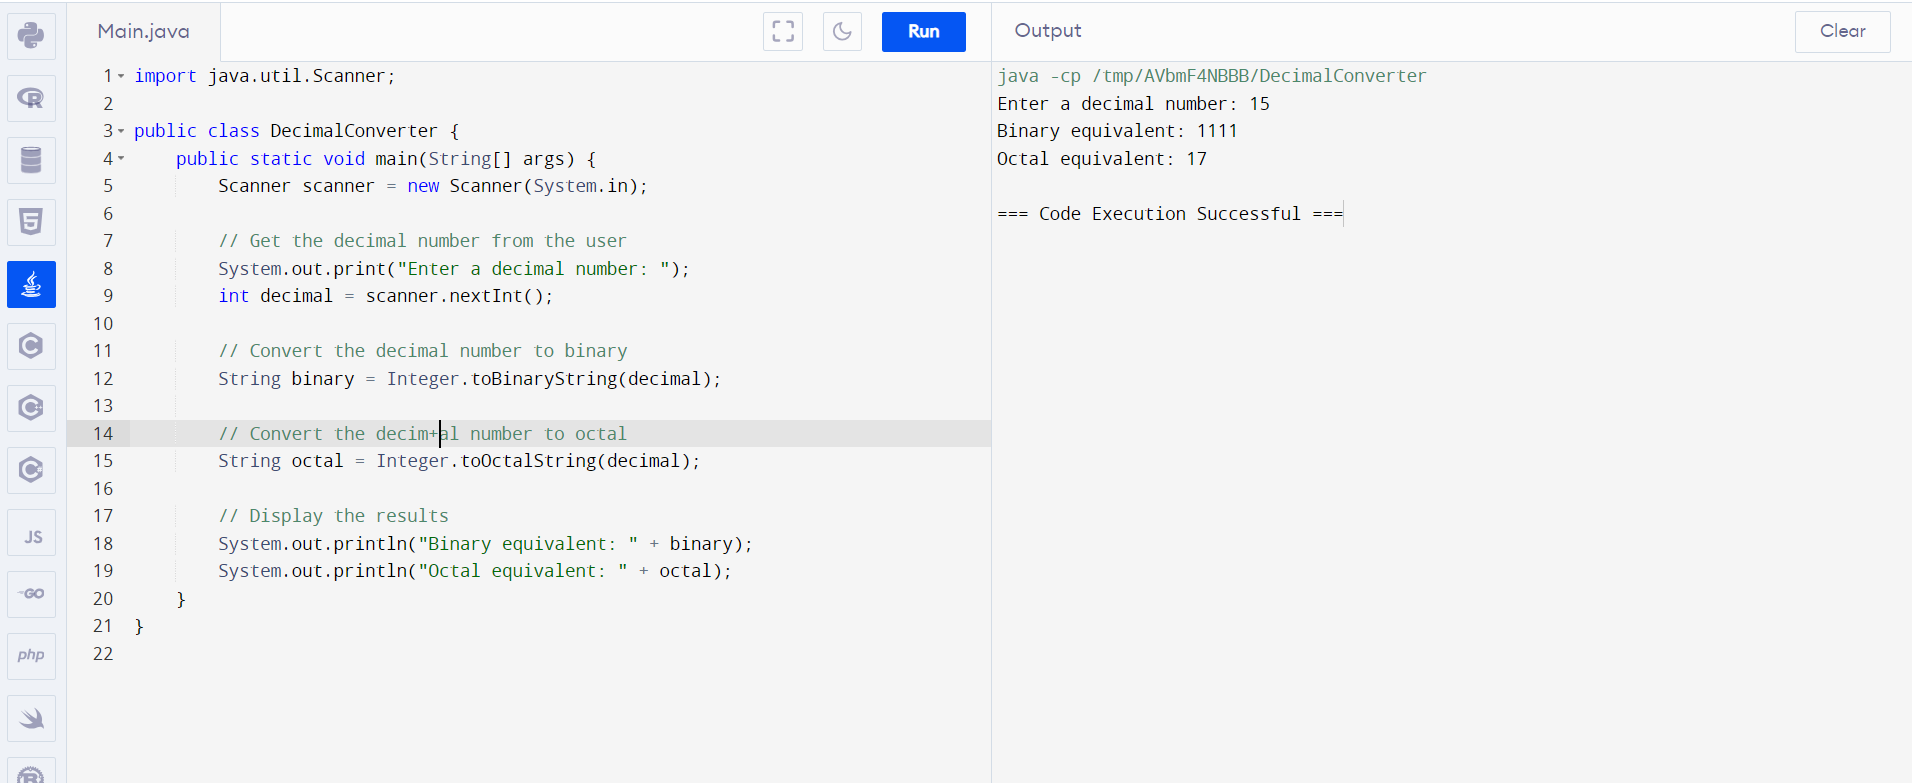 Main.java
Run
Output
Clear
1 import java.util.Scanner;
2
3 public class DecimalConverter {
4     public static void main(String[] args) {
5         Scanner scanner = new Scanner(System.in);
6
7         // Get the decimal number from the user
8         System.out.print("Enter a decimal number: ");
9         int decimal = scanner.nextInt();
10
11         // Convert the decimal number to binary
12         String binary = Integer.toBinaryString(decimal);
13
14         // Convert the decim+al number to octal
15         String octal = Integer.toOctalString(decimal);
16
17         // Display the results
18         System.out.println("Binary equivalent: " + binary);
19         System.out.println("Octal equivalent: " + octal);
20     }
21 }
22
java -cp /tmp/AVbmF4NBBB/DecimalConverter
Enter a decimal number: 15
Binary equivalent: 1111
Octal equivalent: 17
=== Code Execution Successful ===
R
5
C
C
C
JS
GO
php
R